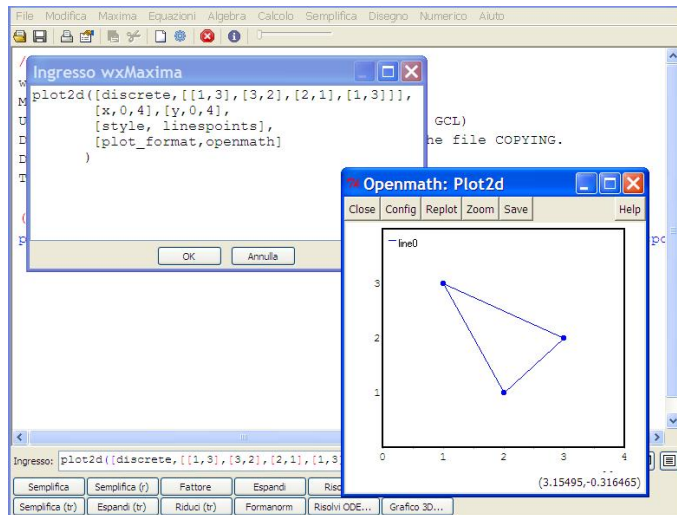 File Modifica Maxima Equazioni Algebra Calcolo Semplifica Disegno Numerico Aiuto
Ingresso wxMaxima
plot2d([discrete,[[1,3],[3,2],[2,1],[1,3]]],
[x,0,4],[y,0,4],
[style, linespoints],
[plot_format,openmath]
)
OK Annulla
GCL)
he file COPYING.
Openmath: Plot2d
Close Config Replot Zoom Save Help
line0
3
2
1
0 1 2 3 4
(3.15495,-0.316465)
Ingresso: plot2d([discrete,[[1,3],[3,2],[2,1],[1,3]
Semplifica Semplifica (r) Fattore Espandi
Semplifica (tr) Espandi (tr) Riduci (tr) Formanorm Risolvi ODE... Grafico 3D...